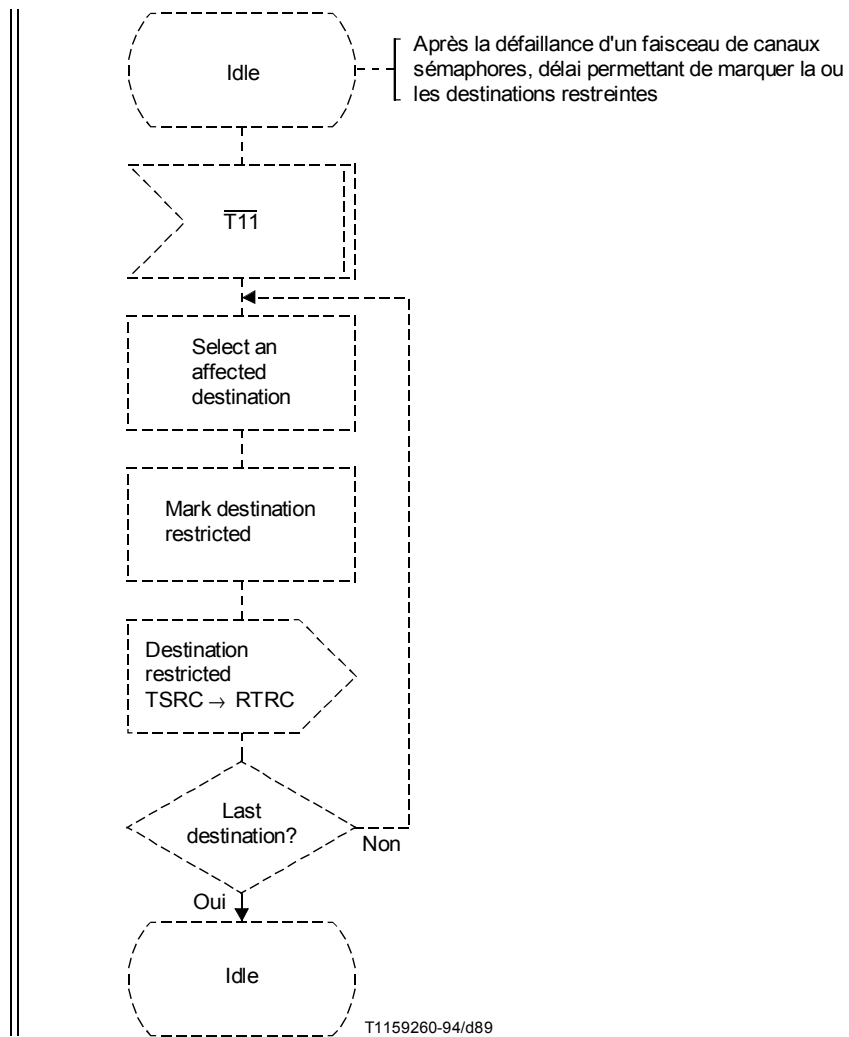 Idle
Après la défaillance d'un faisceau de canaux
sémaphores, délai permettant de marquer la ou
les destinations restreintes
T11
Select an
affected
destination
Mark destination
restricted
Destination
restricted
TSRC → RTRC
Last
destination?
Non
Oui
Idle
T1159260-94/d89